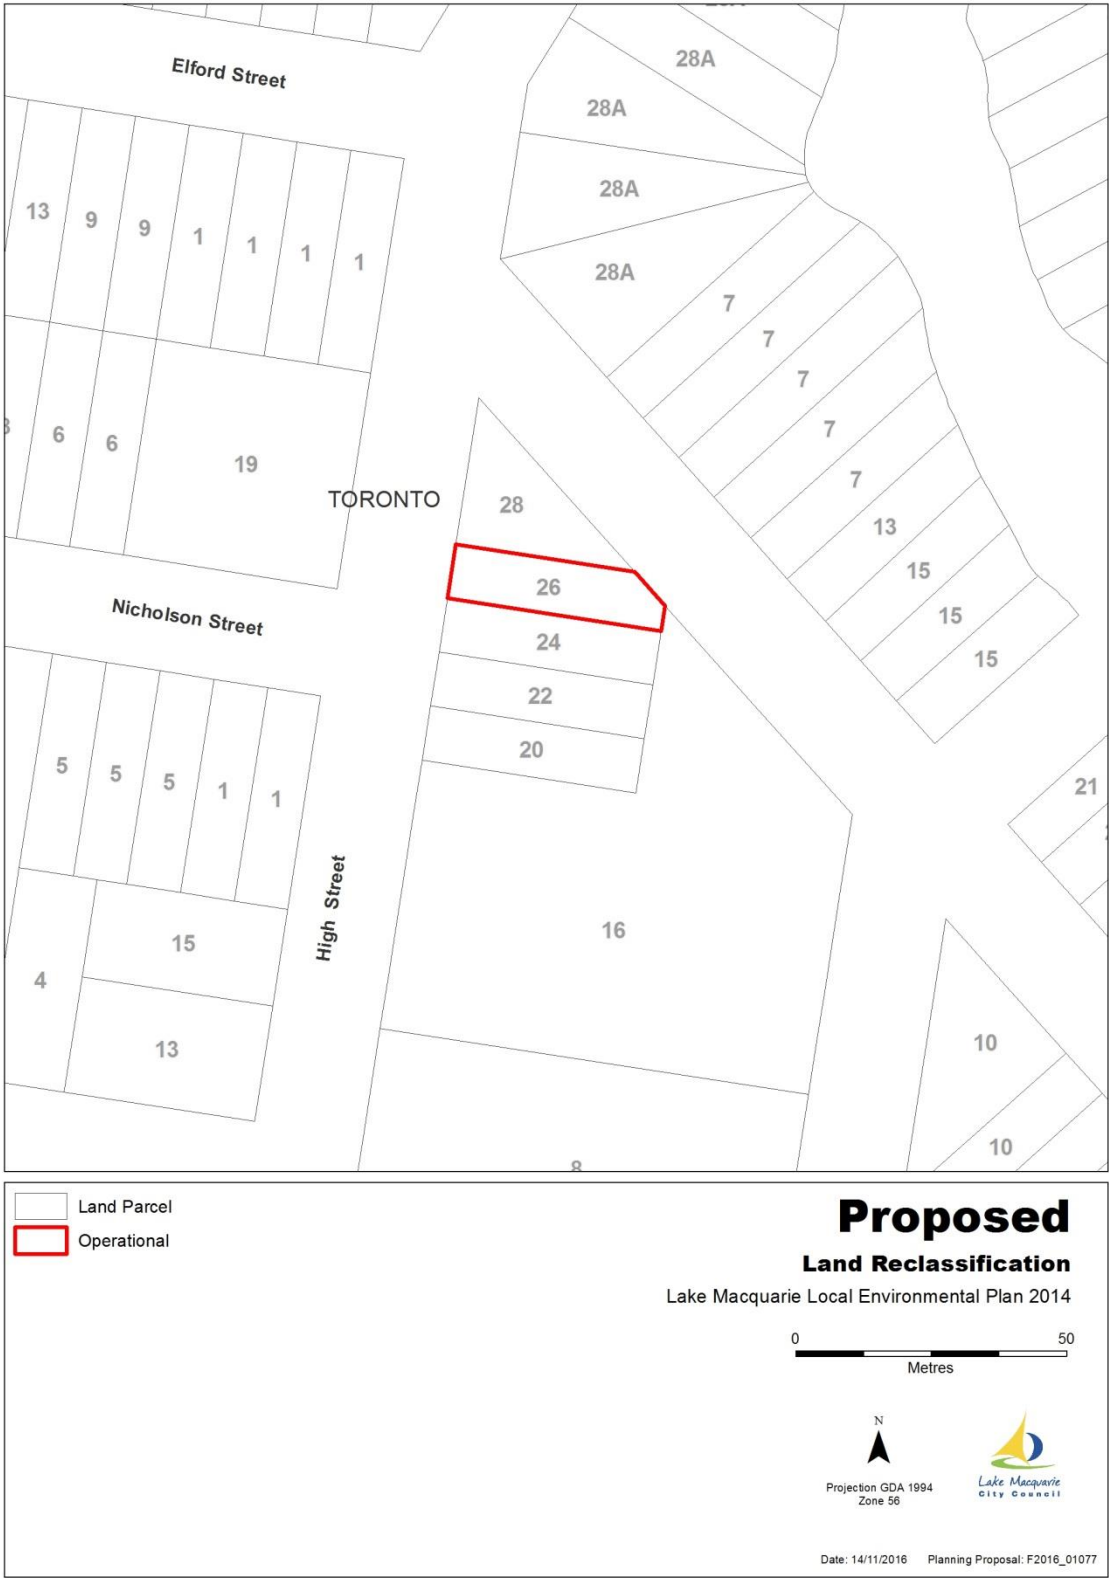 28A
Elford Street
28A
28A
28A
28A
13
9
9
1
1
1
1
7
7
7
7
7
13
15
15
15
6
6
19
TORONTO
28
26
24
22
20
Nicholson Street
5
5
5
1
1
High Street
21
16
15
4
13
10
10
8
Land Parcel
Operational
Proposed
Land Reclassification
Lake Macquarie Local Environmental Plan 2014
0 50
Metres
N
Projection GDA 1994
Zone 56
Lake Macquarie
City Council
Date: 14/11/2016 Planning Proposal: F2016_01077